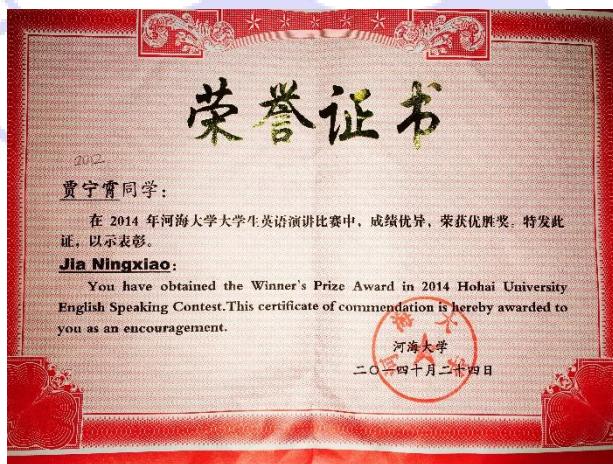 荣誉证书
2012
贾宁霄同学：
在 2014 年河海大学大学生英语演讲比赛中，成绩优异，荣获优胜奖。特发此
证，以示表彰。
Jia Ningxiao:
You have obtained the Winner's Prize Award in 2014 Hohai University
English Speaking Contest.This certificate of commendation is hereby awarded to
you as an encouragement.
河海大学
河海大学
二〇一四十月二十四日